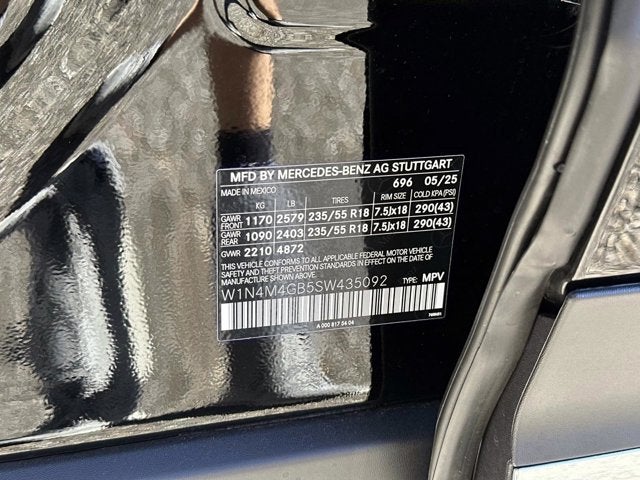 MFD BY MERCEDES-BENZ AG STUTTGART
MADE IN MEXICO 696 05/25
KG LB TIRES RIM SIZE COLD KPA (PSI)
GAWR FRONT 1170 2579 235/55 R18 7.5Jx18 290(43)
GAWR REAR 1090 2403 235/55 R18 7.5Jx18 290(43)
GVWR 2210 4872
THIS VEHICLE CONFORMS TO ALL APPLICABLE FEDERAL MOTOR VEHICLE
SAFETY AND THEFT PREVENTION STANDARDS IN EFFECT ON THE DATE OF
MANUFACTURE SHOWN ABOVE.
W1N4M4GB5SW435092 TYPE: MPV
A 000 817 56 04